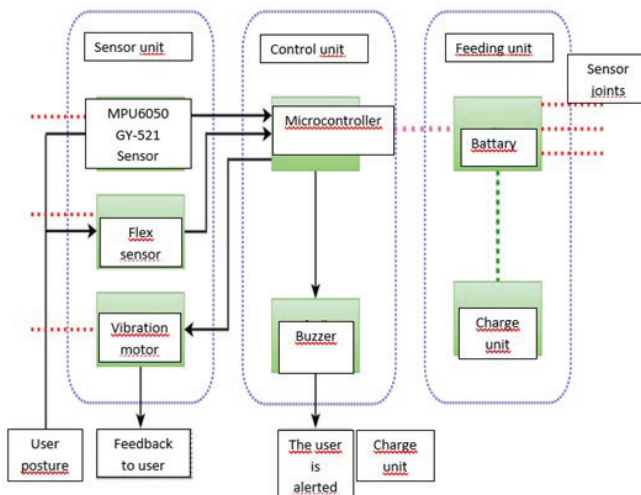 Sensor unit
Control unit
Feeding unit
Sensor
joints
MPU6050
GY-521
Sensor
Microcontroller
Battary
Flex
sensor
Vibration
motor
Buzzer
Charge
unit
User
posture
Feedback
to user
The user
is
alerted
Charge
unit